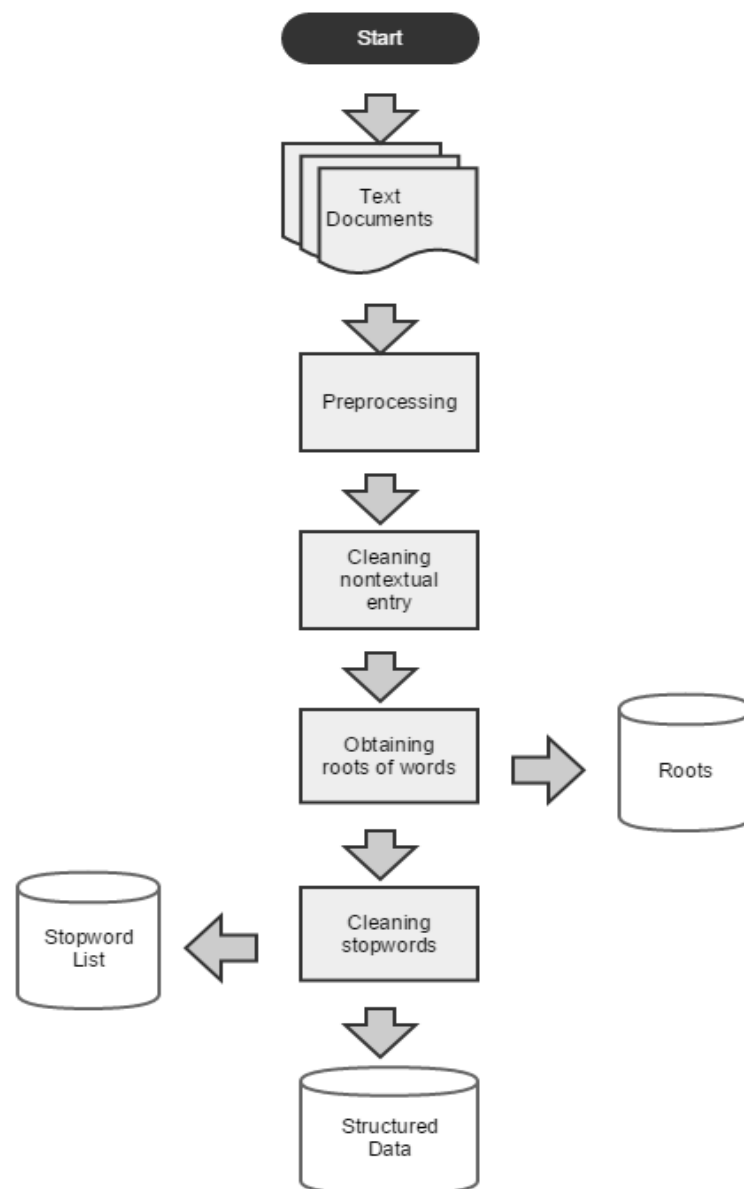 Start
Text
Documents
Preprocessing
Cleaning
nontextual
entry
Obtaining
roots of words
Roots
Cleaning
stopwords
Stopword
List
Structured
Data